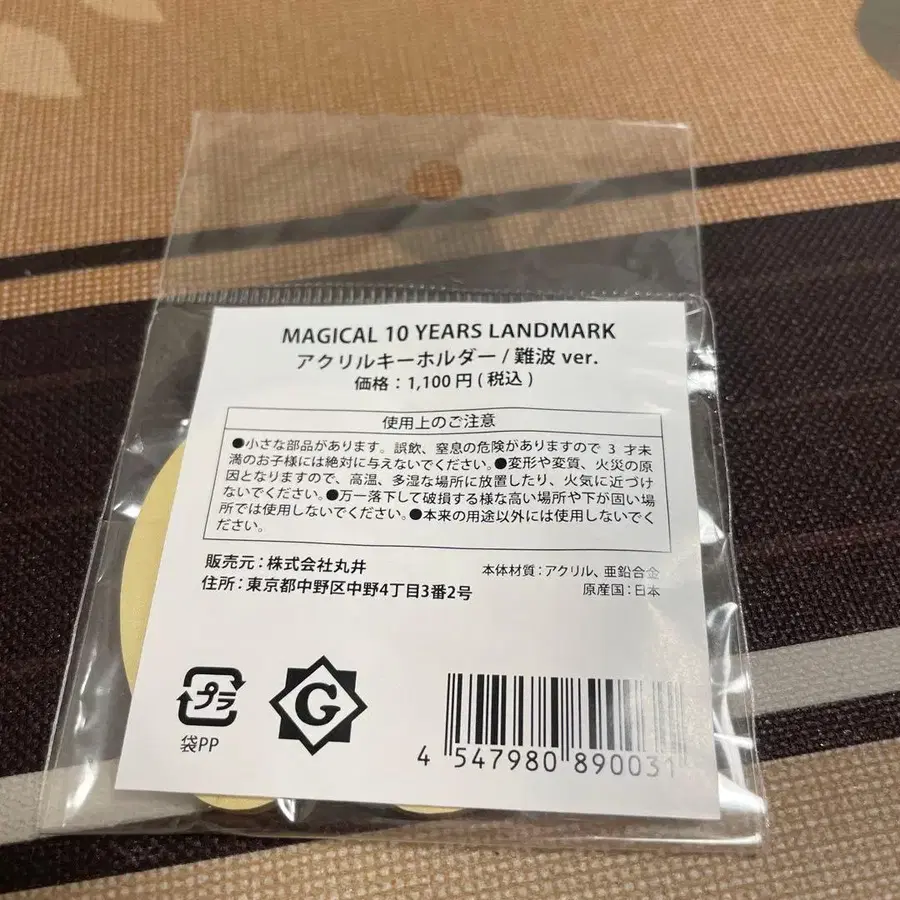 MAGICAL 10 YEARS LANDMARK
アクリルキーホルダー / 難波 ver.
価格：1,100円(税込)
使用上のご注意
●小さな部品があります。誤飲、窒息の危険がありますので 3 才未
満のお子様には絶対に与えないでください。●変形や変質、火災の原
因となりますので、高温、多湿な場所に放置したり、火気に近づけ
ないでください。●万一落下して破損する様な高い場所や下が固い場
所では使用しないでください。●本来の用途以外には使用しないでく
ださい。
販売元：株式会社丸井
住所：東京都中野区中野4丁目3番2号
本体材質：アクリル、亜鉛合金
原産国：日本
プラ
袋PP
G
4 547980 890031